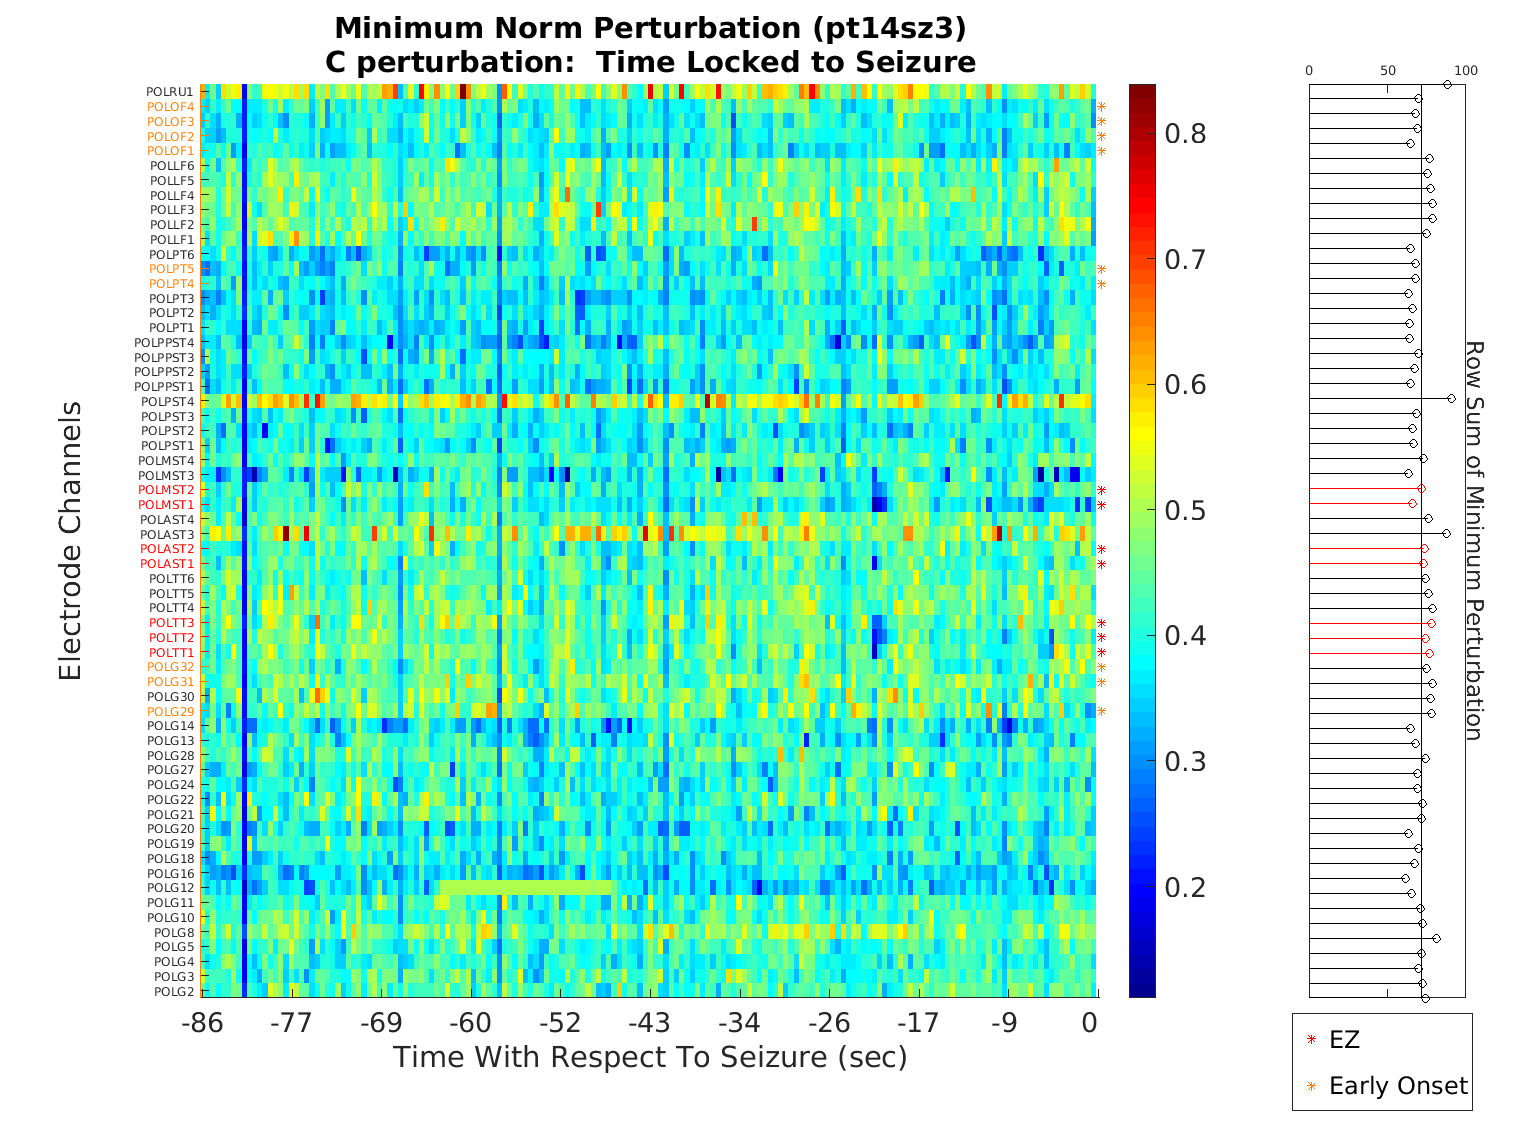 Minimum Norm Perturbation (pt14sz3)
C perturbation:  Time Locked to Seizure
POLRU1
POLOF4
POLOF3
POLOF2
POLOF1
POLLF6
POLLF5
POLLF4
POLLF3
POLLF2
POLLF1
POLPT6
POLPT5
POLPT4
POLPT3
POLPT2
POLPT1
POLPPST4
POLPPST3
POLPPST2
POLPPST1
POLPST4
POLPST3
POLPST2
POLPST1
POLMST4
POLMST3
POLMST2
POLMST1
POLAST4
POLAST3
POLAST2
POLAST1
POLTT6
POLTT5
POLTT4
POLTT3
POLTT2
POLTT1
POLG32
POLG31
POLG30
POLG29
POLG14
POLG13
POLG28
POLG27
POLG24
POLG22
POLG21
POLG20
POLG19
POLG18
POLG16
POLG12
POLG11
POLG10
POLG8
POLG5
POLG4
POLG3
POLG2
Electrode Channels
-86 -77 -69 -60 -52 -43 -34 -26 -17 -9 0
Time With Respect To Seizure (sec)
0.8
0.7
0.6
0.5
0.4
0.3
0.2
0 50 100
Row Sum of Minimum Perturbation
EZ
Early Onset